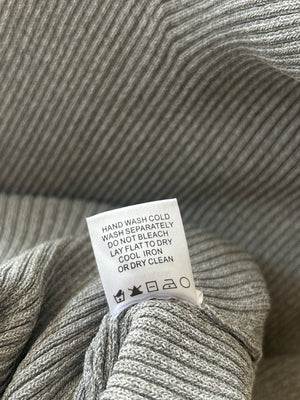 HAND WASH COLD
WASH SEPARATELY
DO NOT BLEACH
LAY FLAT TO DRY
COOL IRON
OR DRY CLEAN